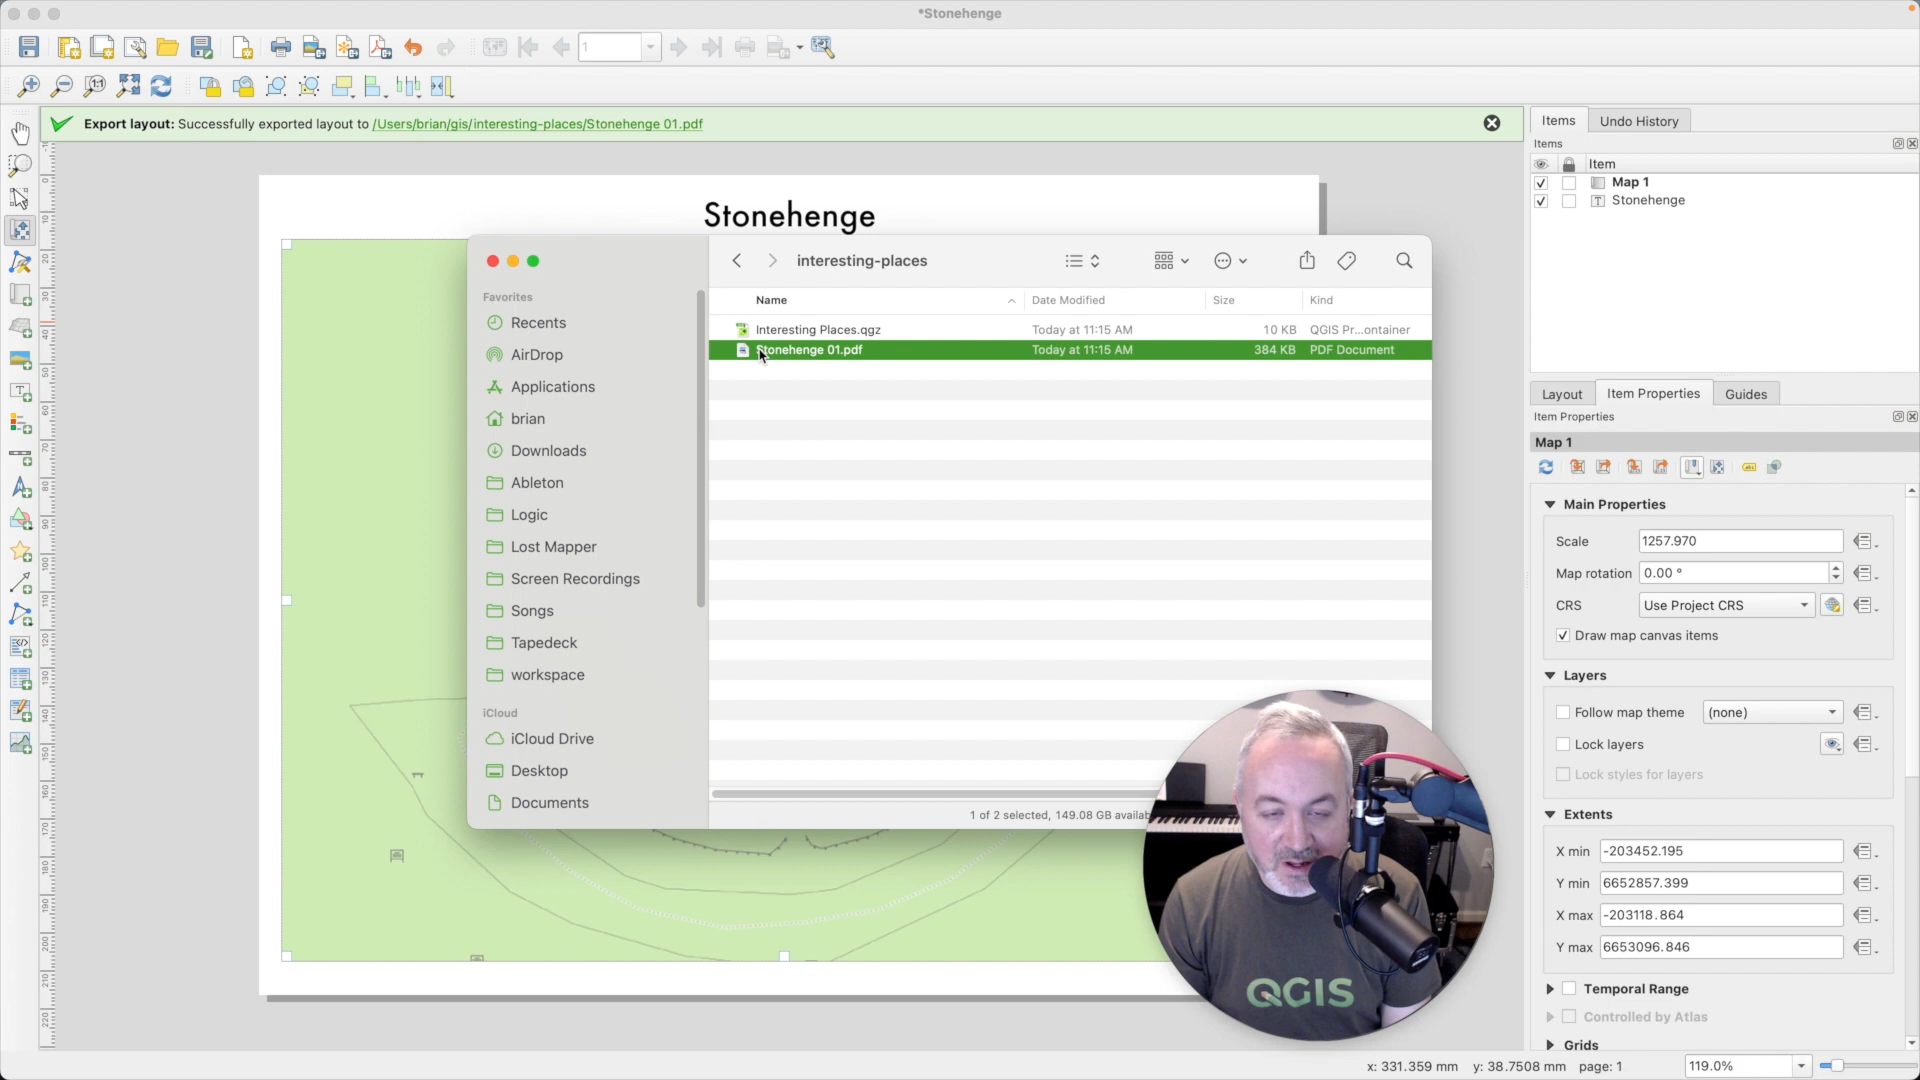 *Stonehenge
1
Export layout: Successfully exported layout to /Users/brian/gis/interesting-places/Stonehenge 01.pdf
Items
Undo History
Items
Item
Map 1
Stonehenge
Stonehenge
interesting-places
Favorites
Recents
AirDrop
Applications
brian
Downloads
Ableton
Logic
Lost Mapper
Screen Recordings
Songs
Tapedeck
workspace
iCloud
iCloud Drive
Desktop
Documents
Name
Date Modified
Size
Kind
Interesting Places.qgz
Today at 11:15 AM
10 KB
QGIS Pr...ontainer
Stonehenge 01.pdf
Today at 11:15 AM
384 KB
PDF Document
1 of 2 selected, 149.08 GB availab
QGIS
Layout
Item Properties
Guides
Item Properties
Map 1
Main Properties
Scale
1257.970
Map rotation
0.00 °
CRS
Use Project CRS
Draw map canvas items
Layers
Follow map theme
(none)
Lock layers
Lock styles for layers
Extents
X min
-203452.195
Y min
6652857.399
X max
-203118.864
Y max
6653096.846
Temporal Range
Controlled by Atlas
Grids
x: 331.359 mm
y: 38.7508 mm
page: 1
119.0%